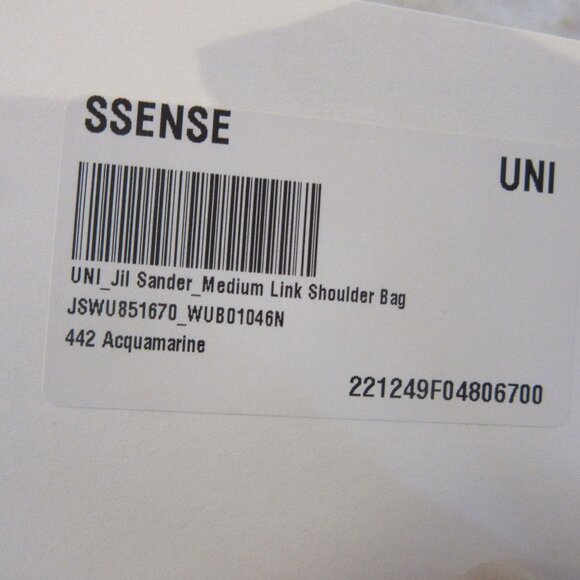 SSENSE
UNI
UNI_Jil Sander_Medium Link Shoulder Bag
JSWU851670_WUB01046N
442 Acquamarine
221249F04806700